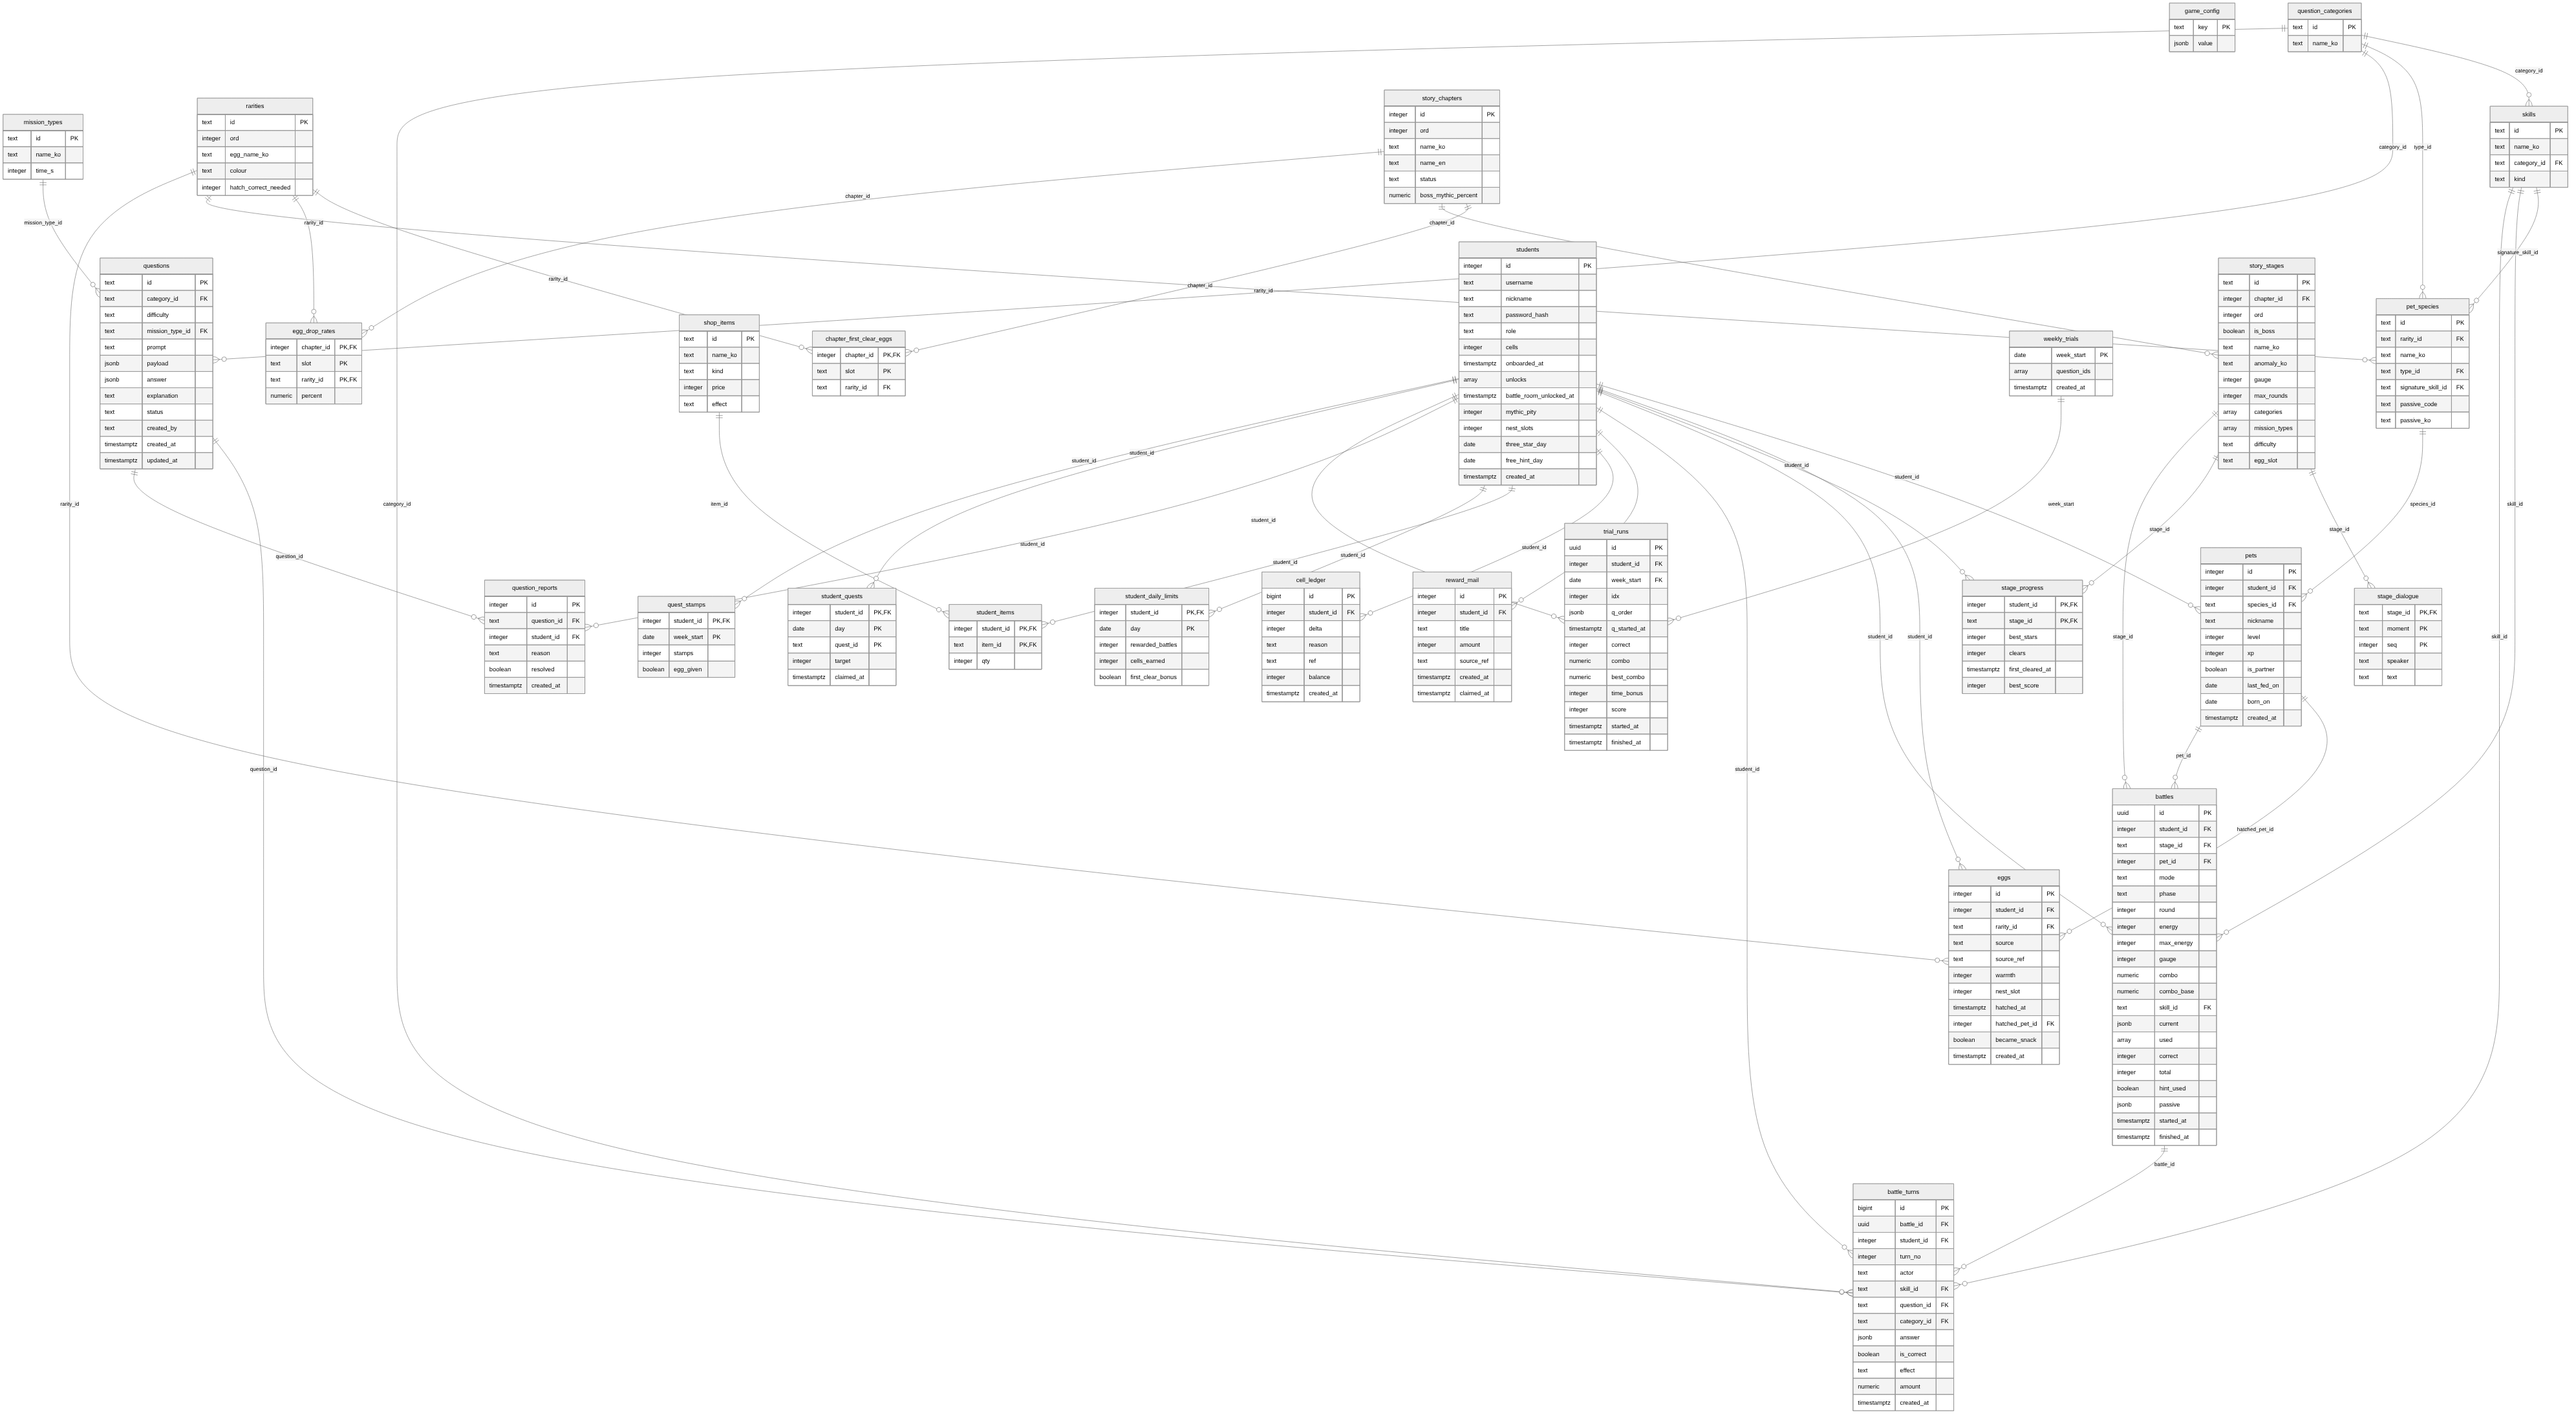 game_config
text key PK
jsonb value
question_categories
text id PK
text name_ko
category_id
mission_types
text id PK
text name_ko
integer time_s
rarities
text id PK
integer ord
text egg_name_ko
text colour
integer hatch_correct_needed
story_chapters
integer id PK
integer ord
text name_ko
text name_en
text status
numeric boss_mythic_percent
skills
text id PK
text name_ko
text category_id FK
text kind
category_id
type_id
mission_type_id
rarity_id
chapter_id
chapter_id
signature_skill_id
questions
text id PK
text category_id FK
text difficulty
text mission_type_id FK
text prompt
jsonb payload
jsonb answer
text explanation
text status
text created_by
timestamptz created_at
timestamptz updated_at
students
integer id PK
text username
text nickname
text password_hash
text role
integer cells
timestamptz onboarded_at
array unlocks
timestamptz battle_room_unlocked_at
integer mythic_pity
integer nest_slots
date three_star_day
date free_hint_day
timestamptz created_at
story_stages
text id PK
integer chapter_id FK
integer ord
boolean is_boss
text name_ko
text anomaly_ko
integer gauge
integer max_rounds
array categories
array mission_types
text difficulty
text egg_slot
rarity_id
chapter_id
rarity_id
egg_drop_rates
integer chapter_id PK,FK
text slot PK
text rarity_id PK,FK
numeric percent
shop_items
text id PK
text name_ko
text kind
integer price
text effect
chapter_first_clear_eggs
integer chapter_id PK,FK
text slot PK
text rarity_id FK
weekly_trials
date week_start PK
array question_ids
timestamptz created_at
pet_species
text id PK
text rarity_id FK
text name_ko
text type_id FK
text signature_skill_id FK
text passive_code
text passive_ko
student_id
student_id
student_id
student_id
rarity_id
category_id
item_id
week_start
species_id
skill_id
student_id
student_id
stage_id
stage_id
question_id
student_id
student_id
student_id
stage_id
question_reports
integer id PK
text question_id FK
integer student_id FK
text reason
boolean resolved
timestamptz created_at
quest_stamps
integer student_id PK,FK
date week_start PK
integer stamps
boolean egg_given
student_quests
integer student_id PK,FK
date day PK
text quest_id PK
integer target
timestamptz claimed_at
student_items
integer student_id PK,FK
text item_id PK,FK
integer qty
student_daily_limits
integer student_id PK,FK
date day PK
integer rewarded_battles
integer cells_earned
boolean first_clear_bonus
cell_ledger
bigint id PK
integer student_id FK
integer delta
text reason
text ref
integer balance
timestamptz created_at
reward_mail
integer id PK
integer student_id FK
text title
integer amount
text source_ref
timestamptz created_at
timestamptz claimed_at
trial_runs
uuid id PK
integer student_id FK
date week_start FK
integer idx
jsonb q_order
timestamptz q_started_at
integer correct
numeric combo
numeric best_combo
integer time_bonus
integer score
timestamptz started_at
timestamptz finished_at
stage_progress
integer student_id PK,FK
text stage_id PK,FK
integer best_stars
integer clears
timestamptz first_cleared_at
integer best_score
pets
integer id PK
integer student_id FK
text species_id FK
text nickname
integer level
integer xp
boolean is_partner
date last_fed_on
date born_on
timestamptz created_at
stage_dialogue
text stage_id PK,FK
text moment PK
integer seq PK
text speaker
text text
student_id
student_id
skill_id
question_id
student_id
pet_id
hatched_pet_id
battles
uuid id PK
integer student_id FK
text stage_id FK
integer pet_id FK
text mode
text phase
integer round
integer energy
integer max_energy
integer gauge
numeric combo
numeric combo_base
text skill_id FK
jsonb current
array used
integer correct
integer total
boolean hint_used
jsonb passive
timestamptz started_at
timestamptz finished_at
eggs
integer id PK
integer student_id FK
text rarity_id FK
text source
text source_ref
integer warmth
integer nest_slot
timestamptz hatched_at
integer hatched_pet_id FK
boolean became_snack
timestamptz created_at
battle_id
battle_turns
bigint id PK
uuid battle_id FK
integer student_id FK
integer turn_no
text actor
text skill_id FK
text question_id FK
text category_id FK
jsonb answer
boolean is_correct
text effect
numeric amount
timestamptz created_at